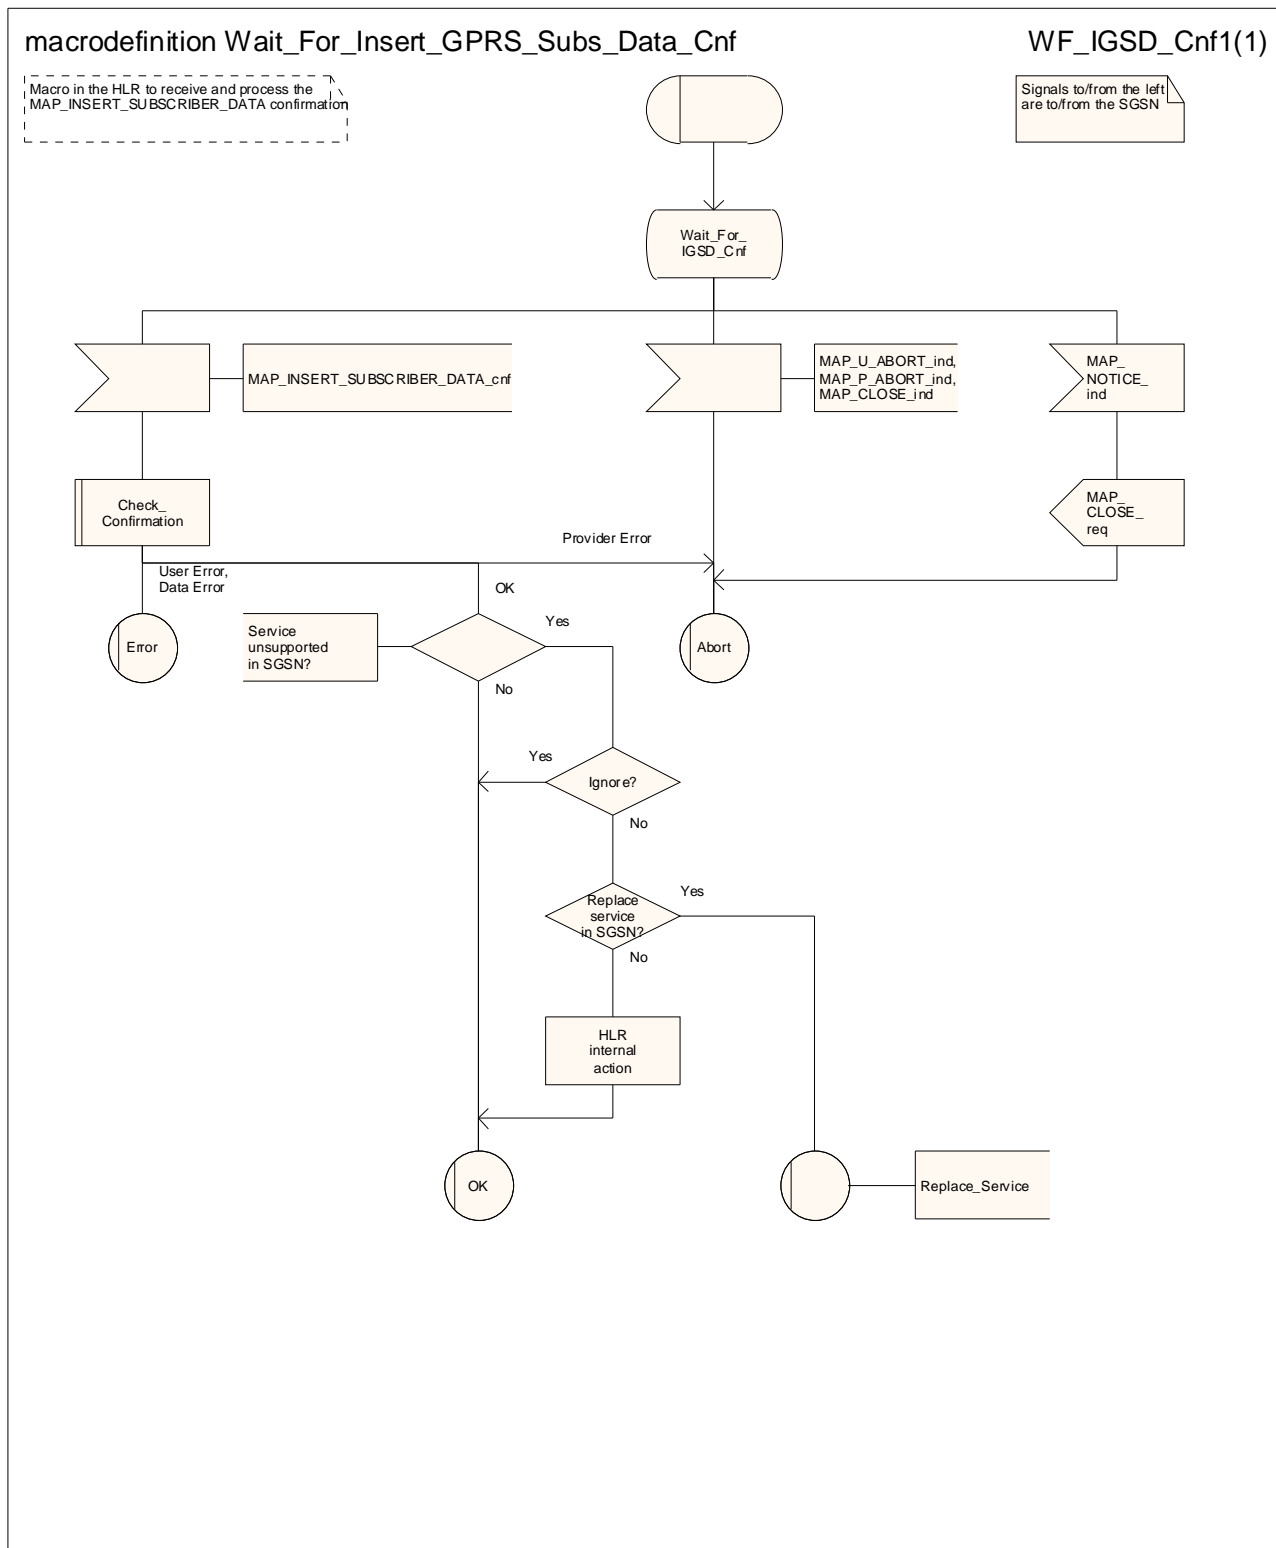 macrodefinition Wait_For_Insert_GPRS_Subs_Data_Cnf
WF_IGSD_Cnf1(1)
Macro in the HLR to receive and process the
MAP_INSERT_SUBSCRIBER_DATA confirmation
Signals to/from the left
are to/from the SGSN
Wait_For_
IGSD_Cnf
MAP_INSERT_SUBSCRIBER_DATA_cnf
MAP_U_ABORT_ind,
MAP_P_ABORT_ind,
MAP_CLOSE_ind
MAP_
NOTICE_
ind
Check_
Confirmation
MAP_
CLOSE_
req
Provider Error
User Error,
Data Error
OK
Error
Service
unsupported
in SGSN?
Yes
Abort
No
Yes
Ignore?
No
Replace
service
in SGSN?
Yes
No
HLR
internal
action
OK
Replace_Service